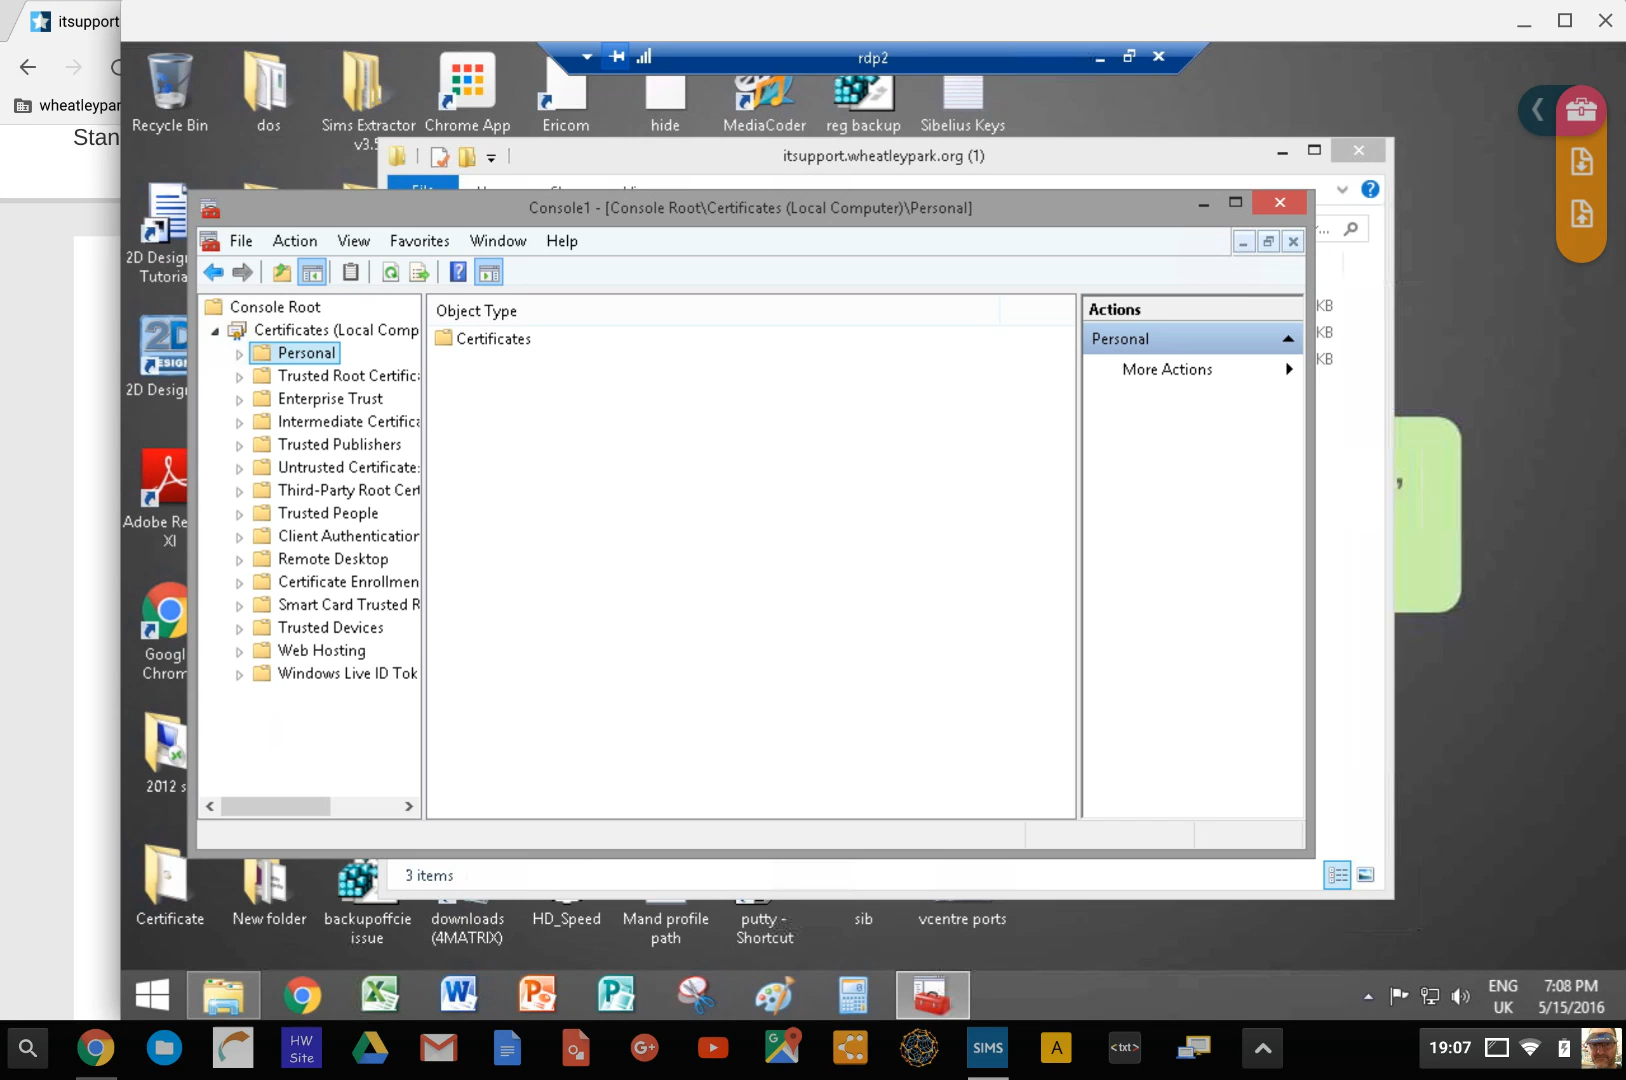 itsupport
wheatleypar
Stan
rdp2
Recycle Bin
dos
Sims Extractor
v3.5
Chrome App
Ericom
hide
MediaCoder
reg backup
Sibelius Keys
itsupport.wheatleypark.org (1)
File
Console1 - [Console Root\Certificates (Local Computer)\Personal]
File Action View Favorites Window Help
2D Desig
Tutoria
2D Desig
Adobe Re
XI
Googl
Chrom
2012 s
Console Root
Certificates (Local Comp
Personal
Trusted Root Certific
Enterprise Trust
Intermediate Certific
Trusted Publishers
Untrusted Certificate
Third-Party Root Cert
Trusted People
Client Authentication
Remote Desktop
Certificate Enrollmen
Smart Card Trusted R
Trusted Devices
Web Hosting
Windows Live ID Tok
Object Type
Certificates
Actions
Personal
More Actions
KB
KB
KB
3 items
Certificate
New folder
backupoffcie
issue
downloads
(4MATRIX)
HD_Speed
Mand profile
path
putty -
Shortcut
sib
vcentre ports
ENG
UK
7:08 PM
5/15/2016
HW
Site
SIMS
A
<txt>
19:07